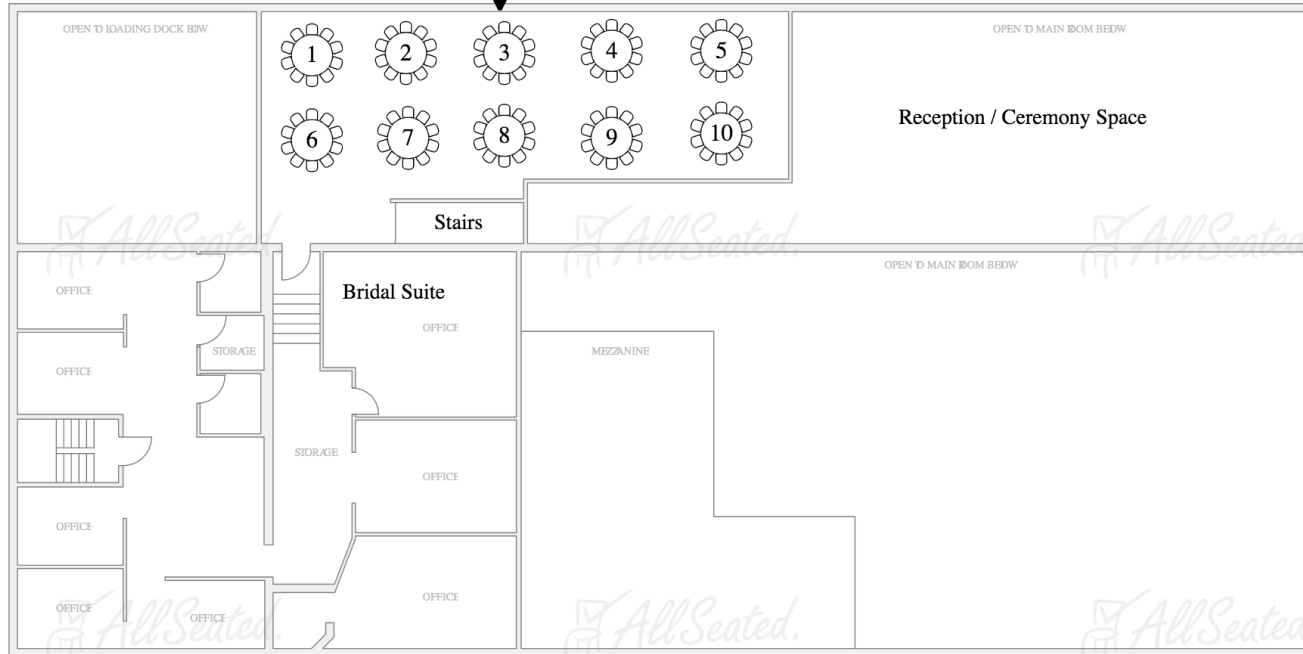 OPEN TO LOADING DOCK BELOW
OPEN TO MAIN ROOM BELOW
1
2
3
4
5
6
7
8
9
10
Reception / Ceremony Space
Stairs
AllSeated.
AllSeated.
AllSeated
OPEN TO MAIN ROOM BELOW
Bridal Suite
OFFICE
OFFICE
STORAGE
MEZZANINE
OFFICE
STORAGE
OFFICE
OFFICE
OFFICE
OFFICE
OFFICE
AllSeated.
AllSeated.
AllSeated